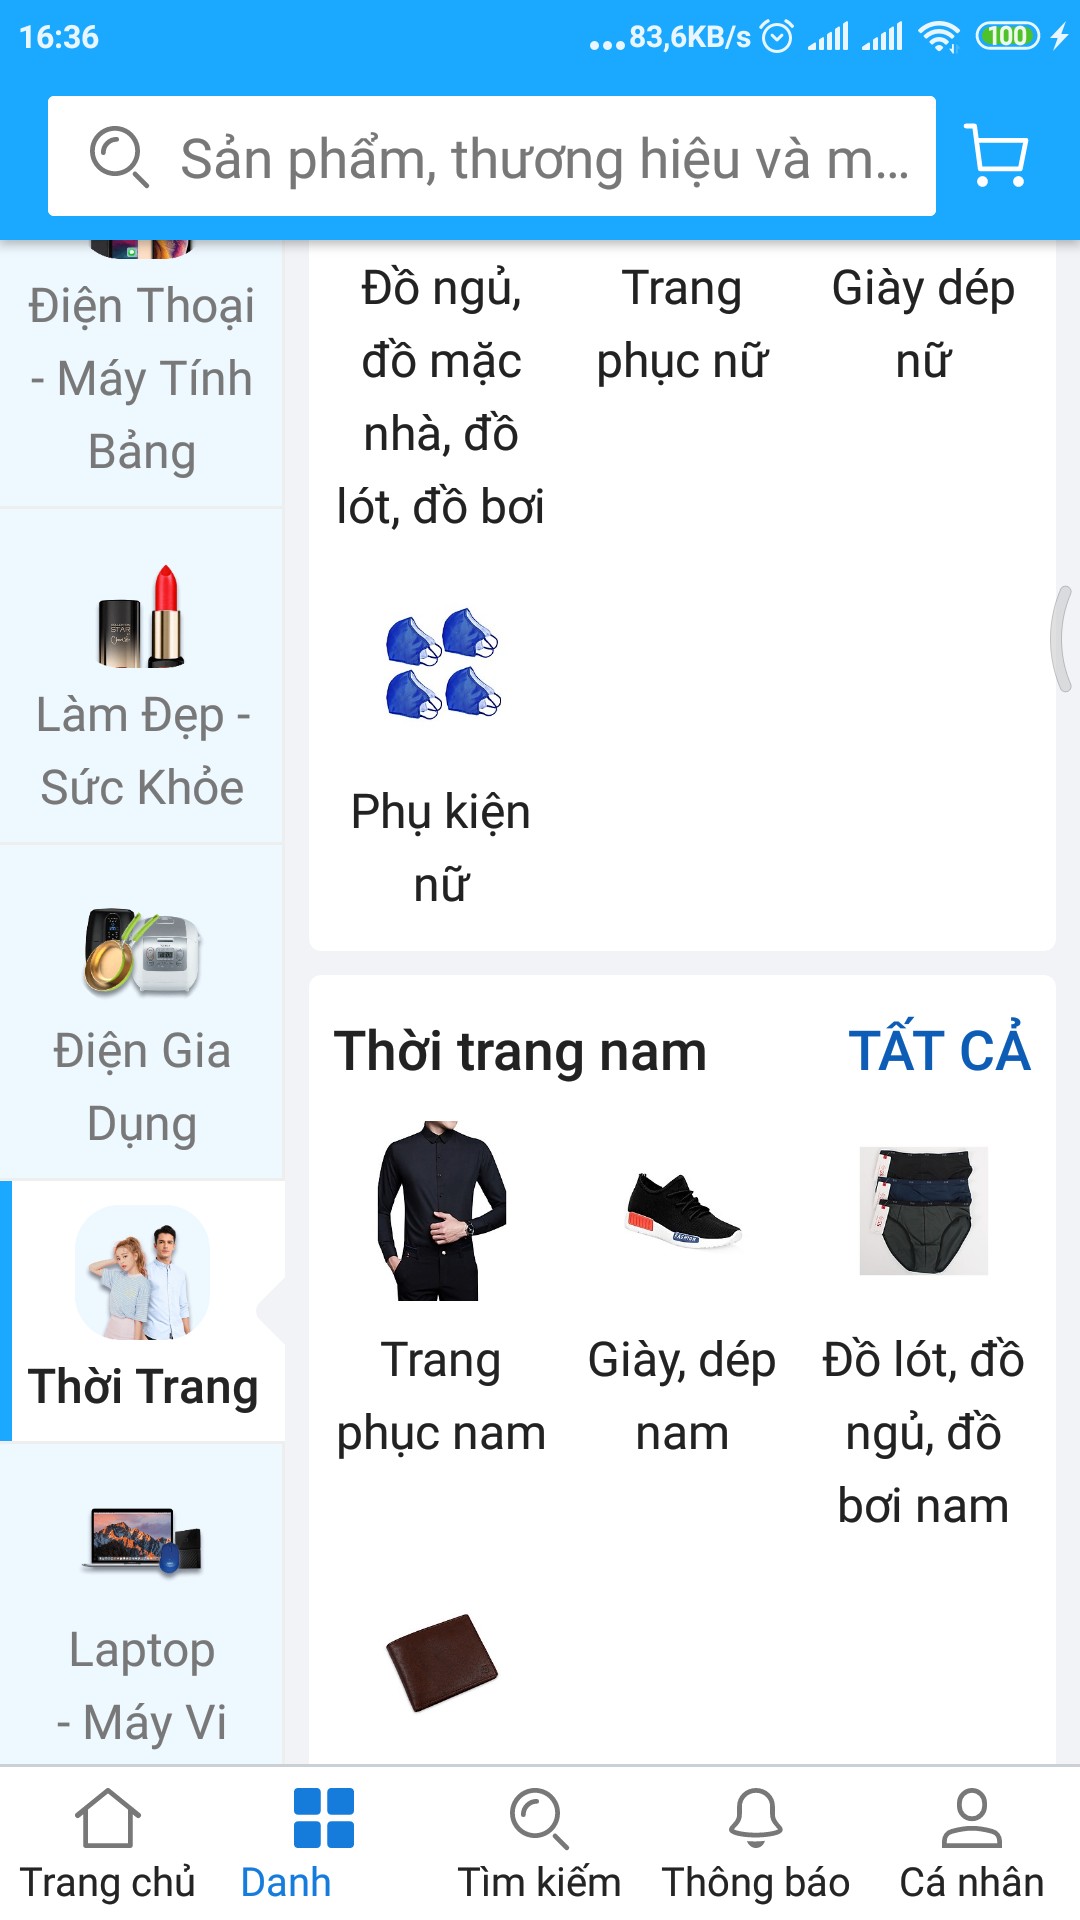 16:36
...83,6KB/s
100
Sản phẩm, thương hiệu và m...
Điện Thoại
- Máy Tính
Bảng
STAR
Làm Đẹp -
Sức Khỏe
Điện Gia
Dụng
Thời Trang
Laptop
- Máy Vi
Đồ ngủ,
đồ mặc
nhà, đồ
lót, đồ bơi
Trang
phục nữ
Giày dép
nữ
Phụ kiện
nữ
Thời trang nam
TẤT CẢ
FASHION
Trang
phục nam
Giày, dép
nam
Đồ lót, đồ
ngủ, đồ
bơi nam
Trang chủ
Danh
Tìm kiếm
Thông báo
Cá nhân